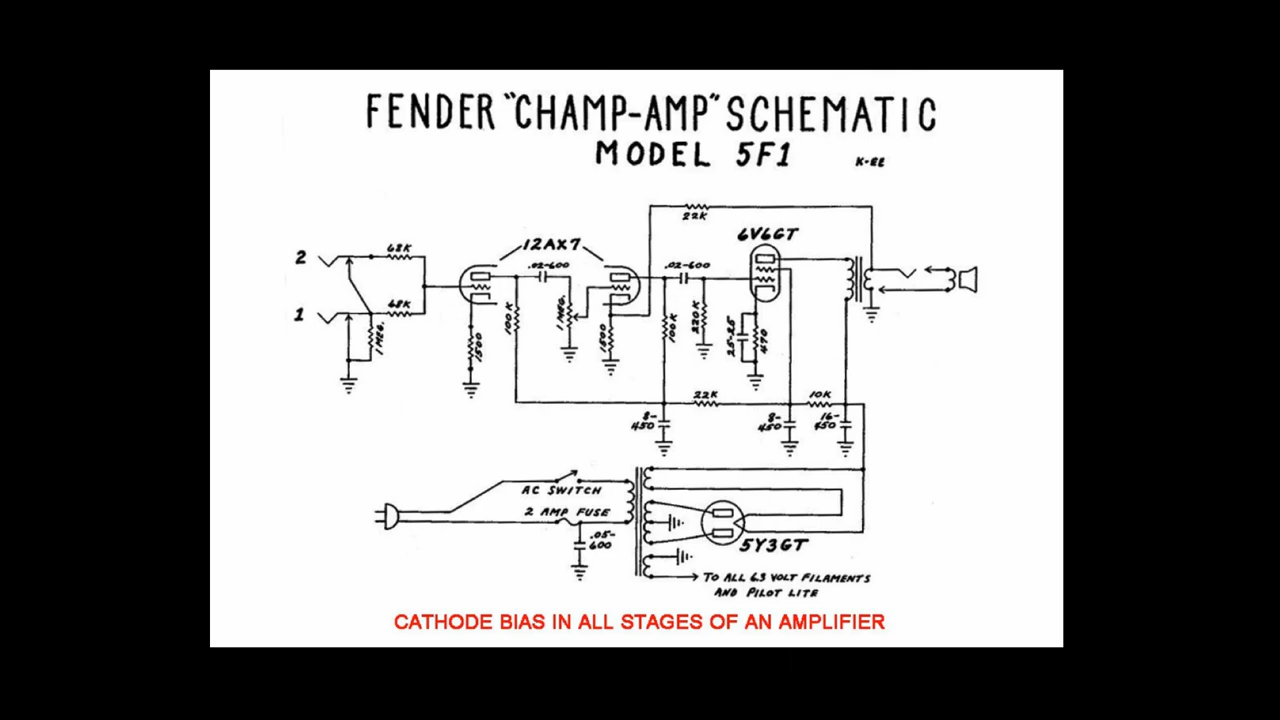 FENDER "CHAMP-AMP" SCHEMATIC
MODEL 5F1
K-EE
22K
6V6GT
12AX7
2
68K
.02-600
.02-600
1
68K
1 MEG.
1500
100K
1 MEG.
1500
100K
220K
25-25
470
22K
10K
8-
450
8-
450
16-
450
AC SWITCH
2 AMP FUSE
.05-
600
5Y3GT
TO ALL 6.3 VOLT FILAMENTS
AND PILOT LITE
CATHODE BIAS IN ALL STAGES OF AN AMPLIFIER